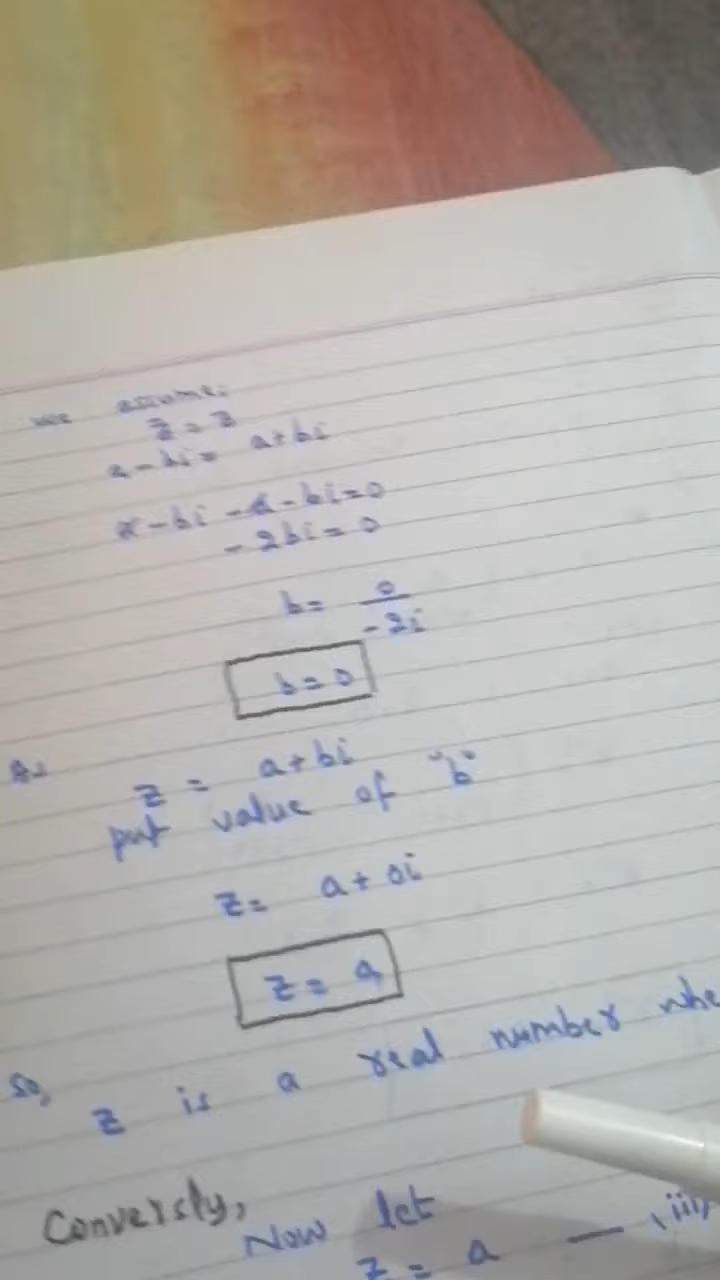 we assume:
z̄ = z
a - bi = a + bi
a - bi - a - bi = 0
- 2bi = 0
b = 0 / -2i
b = 0
As
z = a + bi
put value of "b"
z = a + 0i
z = a
So,
z is a real number whe
Conversly,
Now let
z = a — (iii)